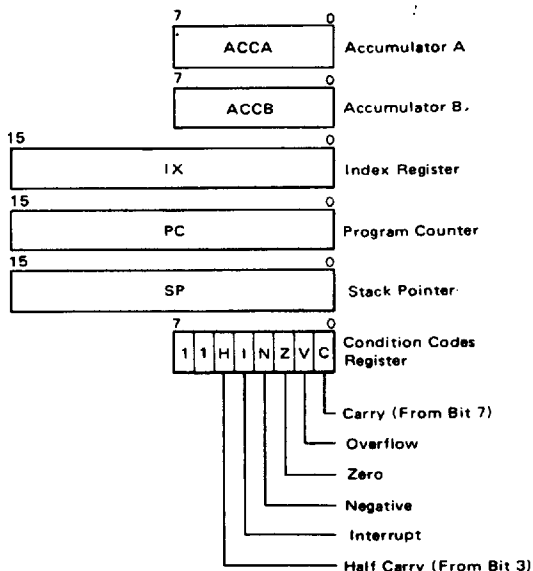 7 0
ACCA Accumulator A
7 0
ACCB Accumulator B.
15 0
IX Index Register
15 0
PC Program Counter
15 0
SP Stack Pointer
7 0
1 1 H I N Z V C Condition Codes
Register
Carry (From Bit 7)
Overflow
Zero
Negative
Interrupt
Half Carry (From Bit 3)